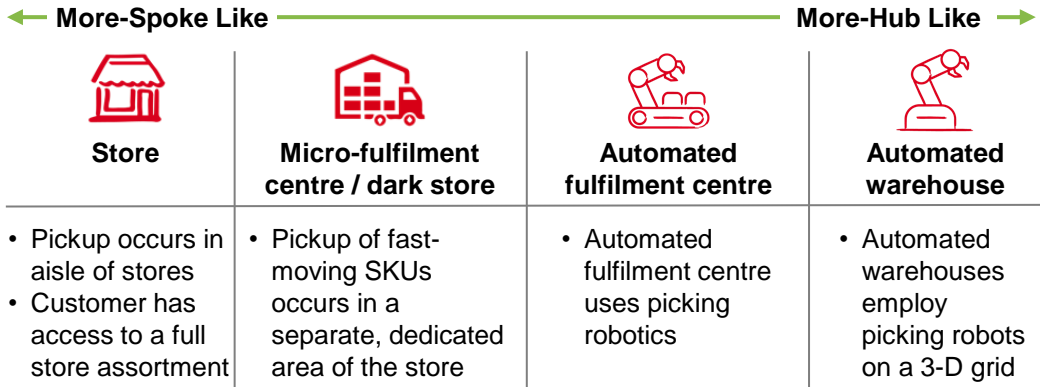 More-Spoke Like
More-Hub Like
Store
Micro-fulfilment
centre / dark store
Automated
fulfilment centre
Automated
warehouse
• Pickup occurs in
aisle of stores
• Customer has
access to a full
store assortment
• Pickup of fast-
moving SKUs
occurs in a
separate, dedicated
area of the store
• Automated
fulfilment centre
uses picking
robotics
• Automated
warehouses
employ
picking robots
on a 3-D grid